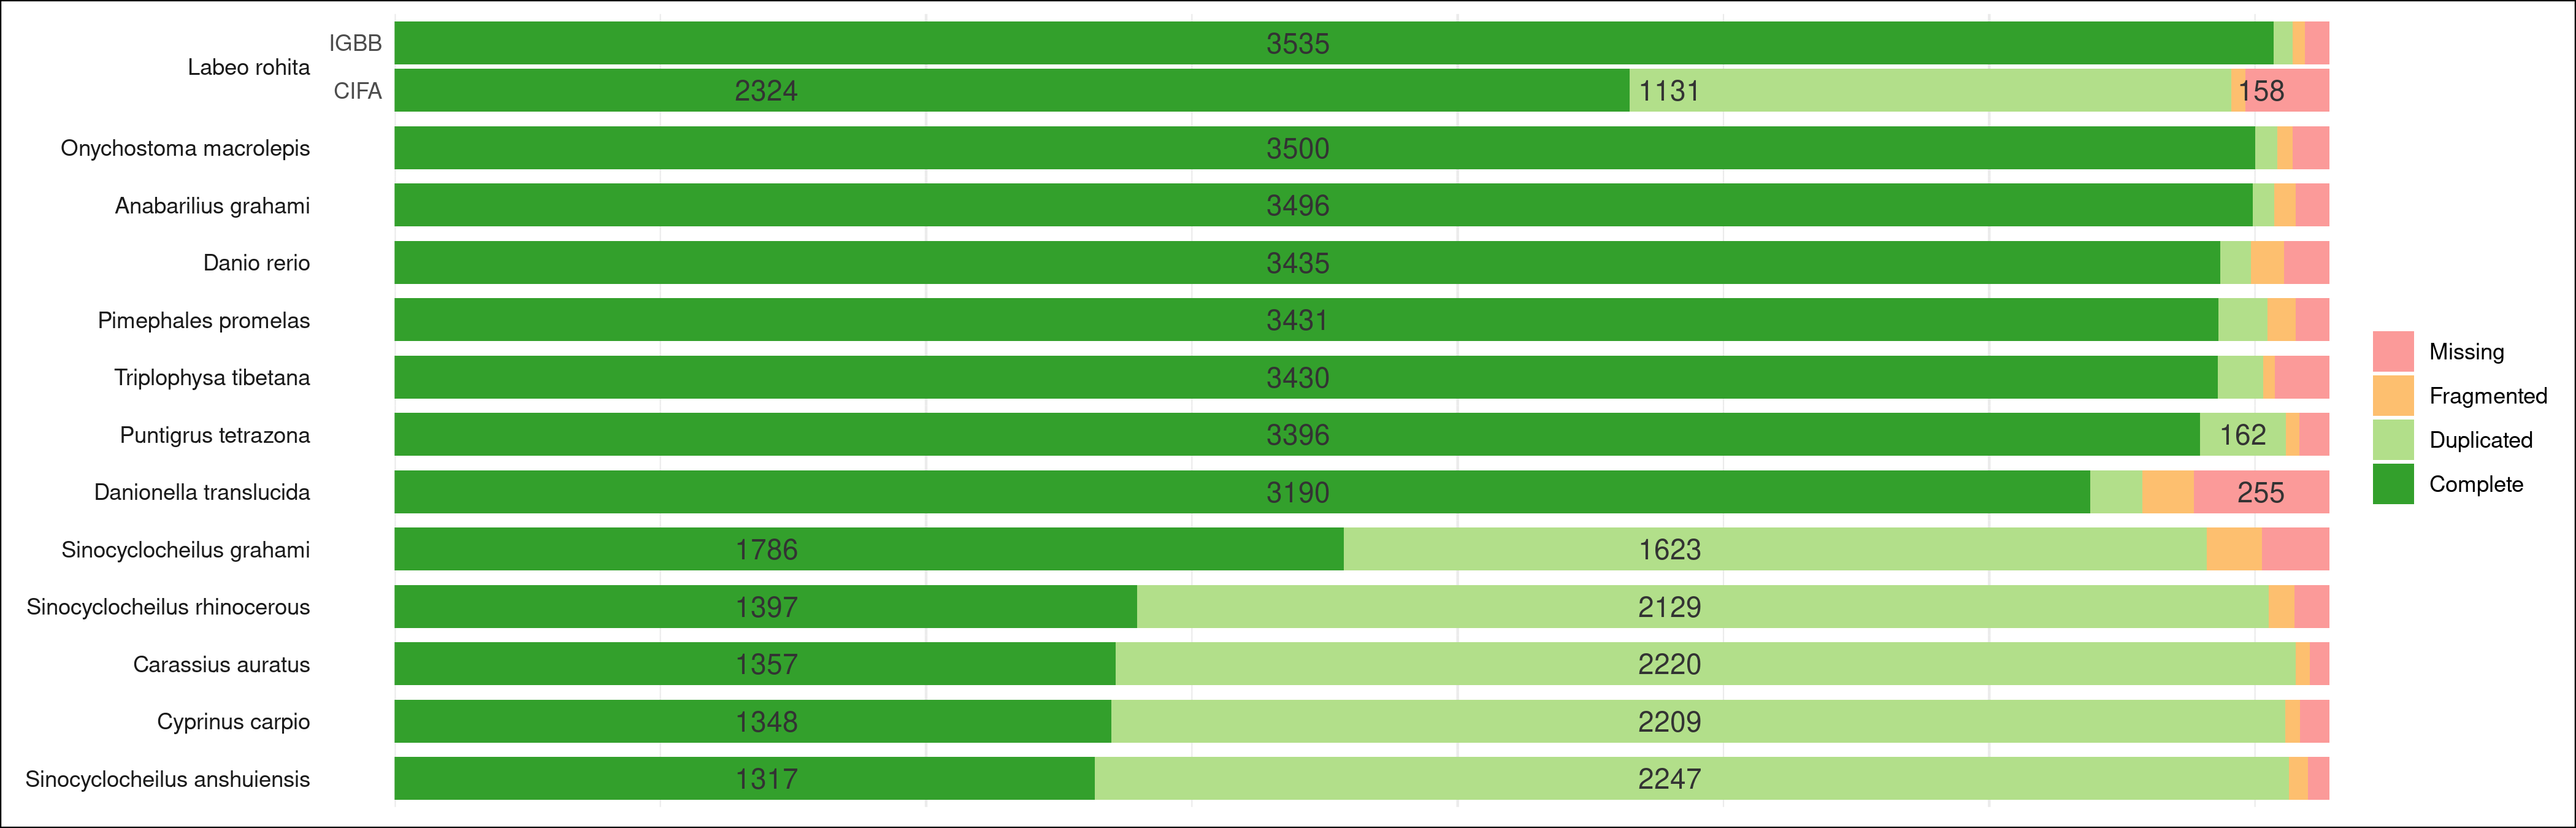 Labeo rohita
IGBB 3535
CIFA 2324 1131 158
Onychostoma macrolepis 3500
Anabarilius grahami 3496
Danio rerio 3435
Pimephales promelas 3431
Triplophysa tibetana 3430
Puntigrus tetrazona 3396 162
Danionella translucida 3190 255
Sinocyclocheilus grahami 1786 1623
Sinocyclocheilus rhinocerous 1397 2129
Carassius auratus 1357 2220
Cyprinus carpio 1348 2209
Sinocyclocheilus anshuiensis 1317 2247
Missing
Fragmented
Duplicated
Complete